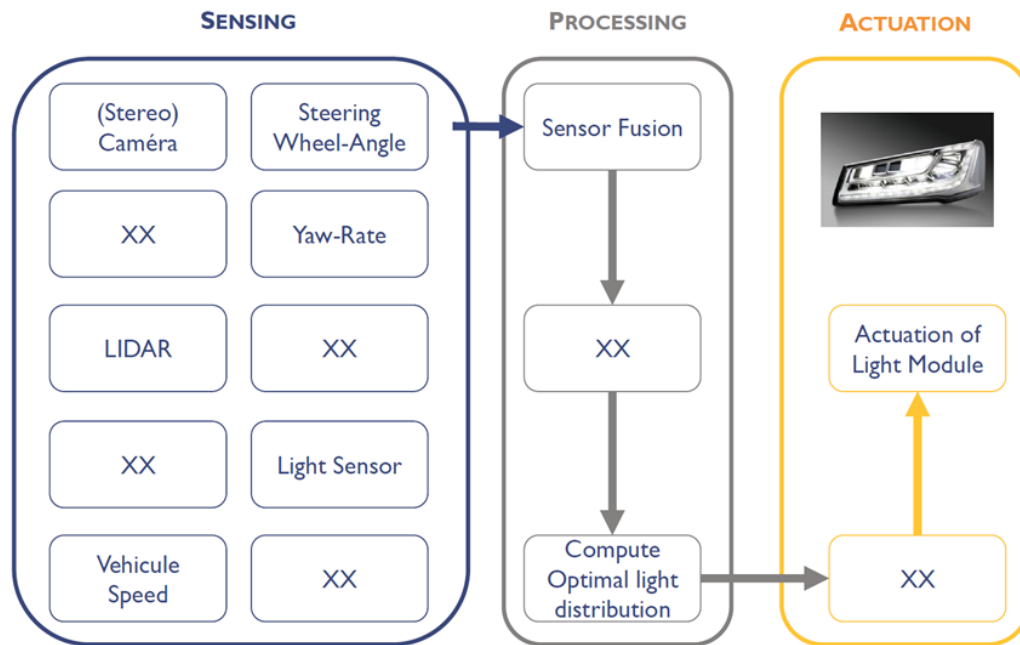 SENSING
PROCESSING
ACTUATION
(Stereo)
Caméra
Steering
Wheel-Angle
Sensor Fusion
XX
Yaw-Rate
LIDAR
XX
XX
Actuation of
Light Module
XX
Light Sensor
Vehicule
Speed
XX
Compute
Optimal light
distribution
XX